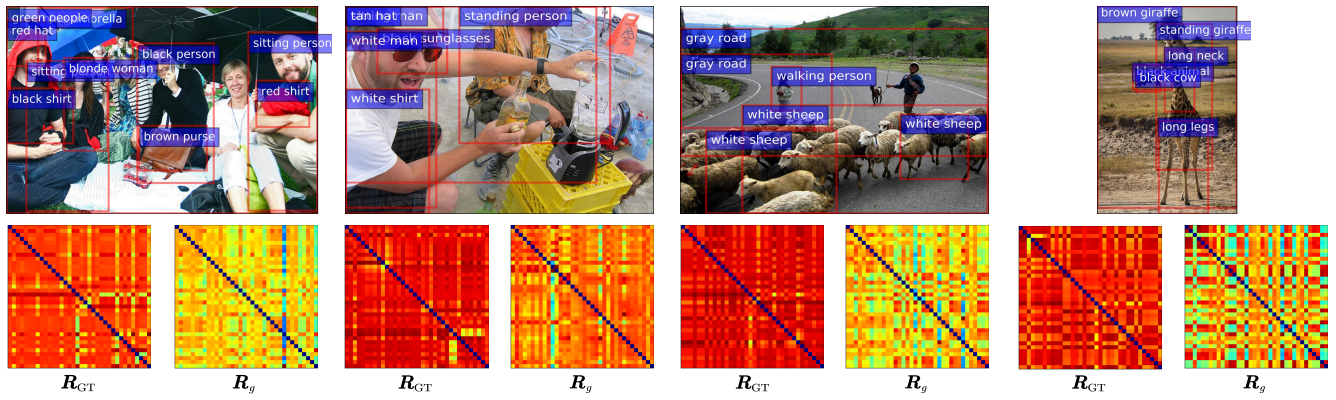 green people
red hat
sitting person
black person
sitting
blonde woman
black shirt
red shirt
brown purse
tan hat
man
standing person
white man
sunglasses
white shirt
gray road
gray road
walking person
white sheep
white sheep
white sheep
brown giraffe
standing giraffe
long neck
black cow
long legs
R_GT
R_g
R_GT
R_g
R_GT
R_g
R_GT
R_g